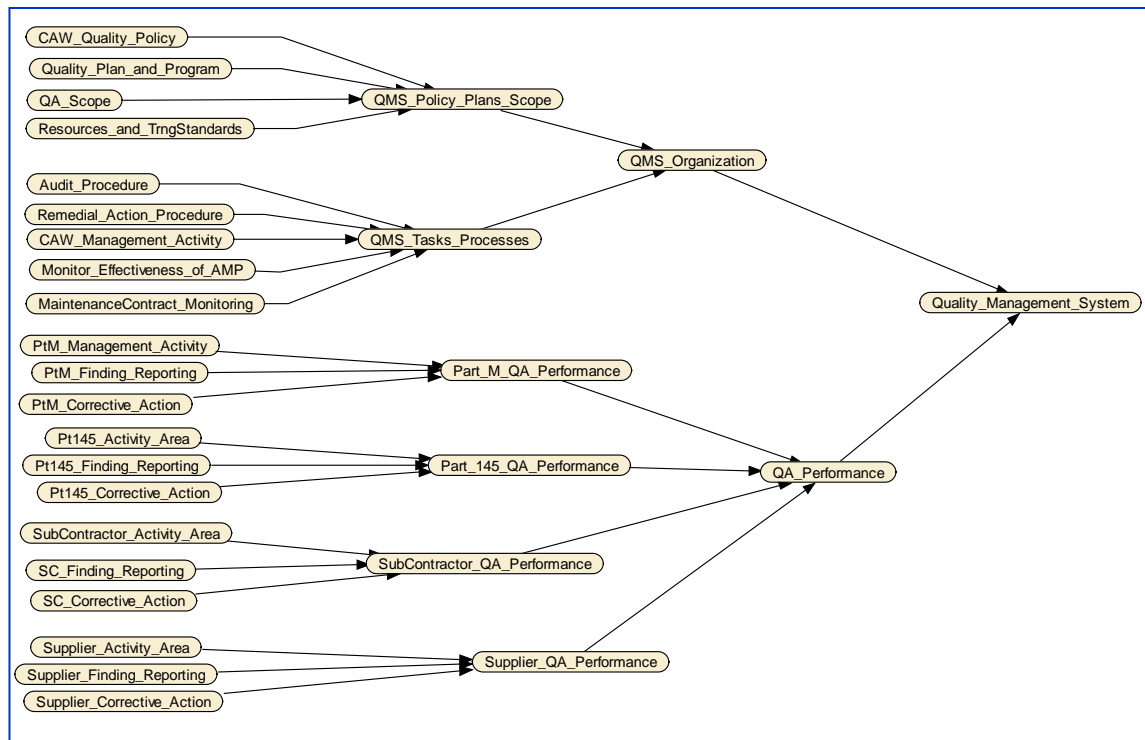 CAW_Quality_Policy
Quality_Plan_and_Program
QA_Scope
Resources_and_TrngStandards
QMS_Policy_Plans_Scope
QMS_Organization
Audit_Procedure
Remedial_Action_Procedure
CAW_Management_Activity
Monitor_Effectiveness_of_AMP
MaintenanceContract_Monitoring
QMS_Tasks_Processes
Quality_Management_System
PtM_Management_Activity
PtM_Finding_Reporting
PtM_Corrective_Action
Part_M_QA_Performance
Pt145_Activity_Area
Pt145_Finding_Reporting
Pt145_Corrective_Action
Part_145_QA_Performance
QA_Performance
SubContractor_Activity_Area
SC_Finding_Reporting
SC_Corrective_Action
SubContractor_QA_Performance
Supplier_Activity_Area
Supplier_Finding_Reporting
Supplier_Corrective_Action
Supplier_QA_Performance